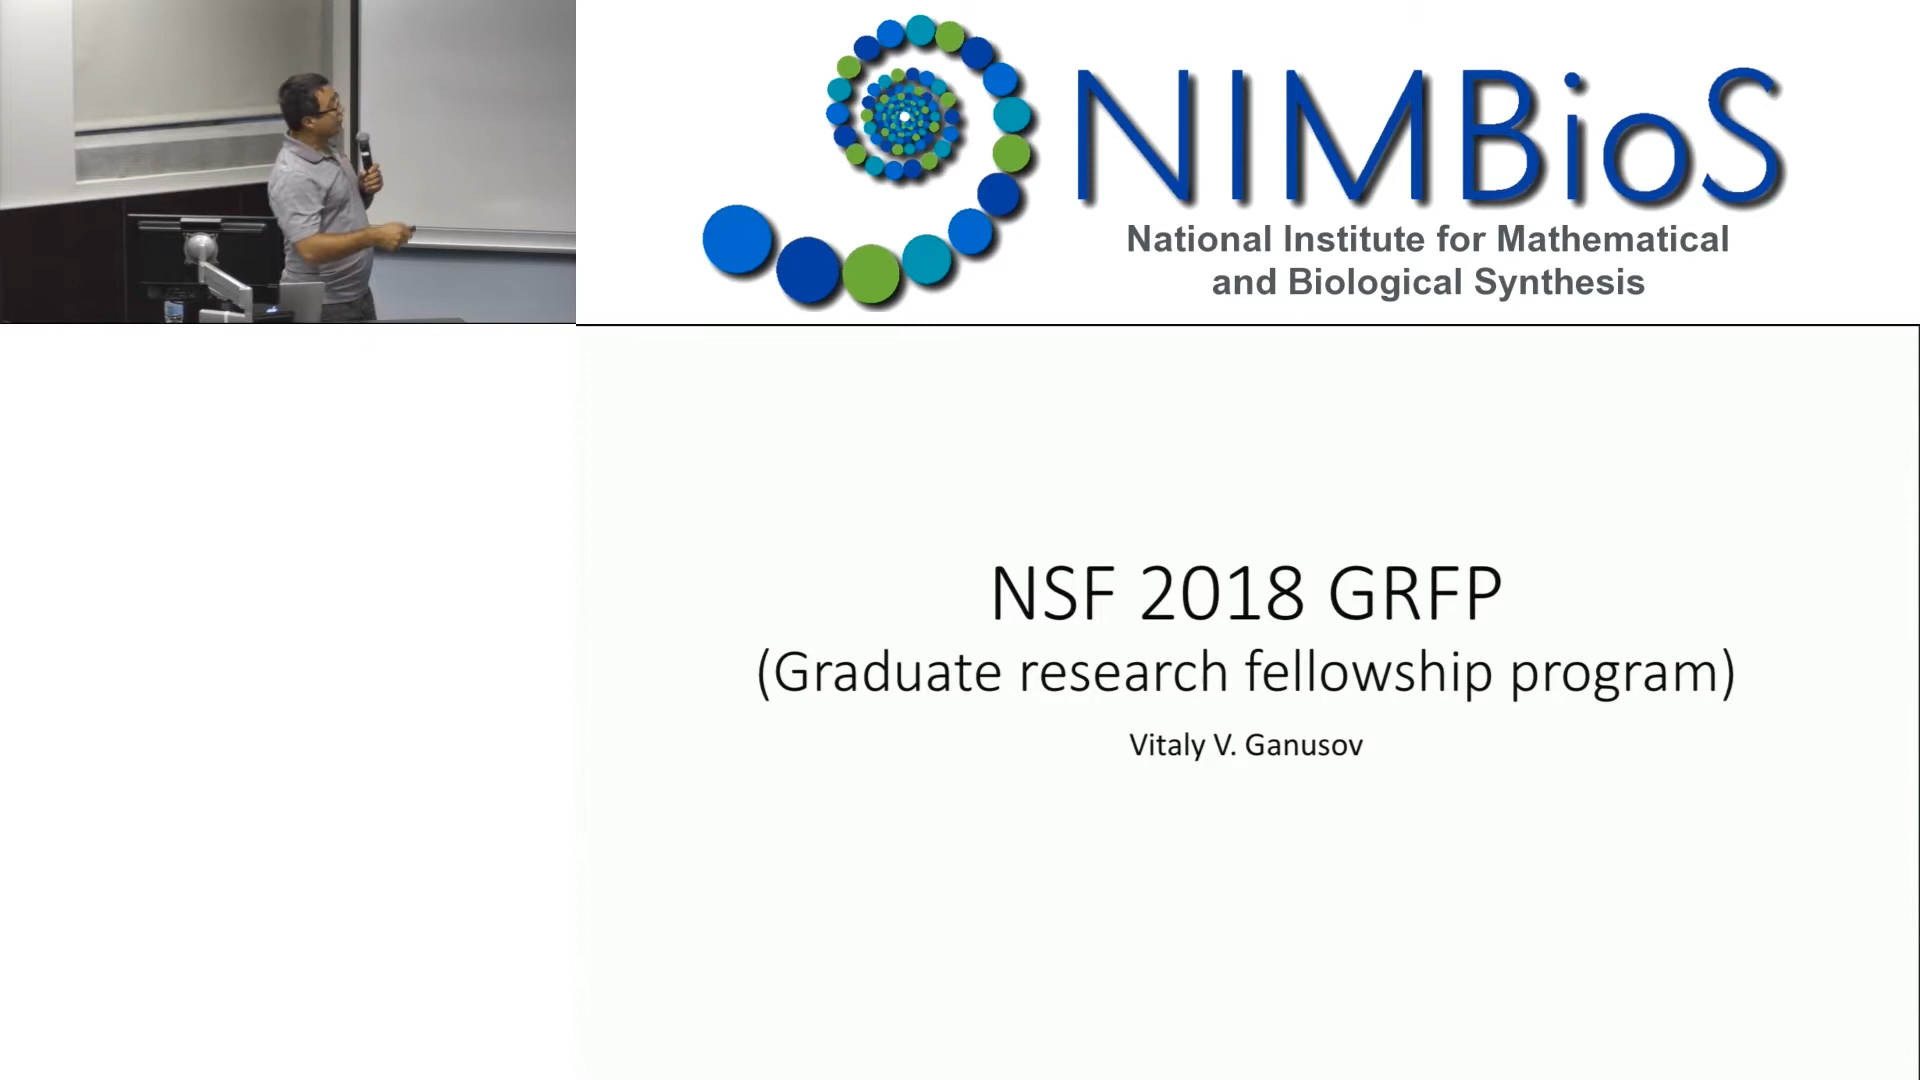 NIMBioS
National Institute for Mathematical
and Biological Synthesis
NSF 2018 GRFP
(Graduate research fellowship program)
Vitaly V. Ganusov